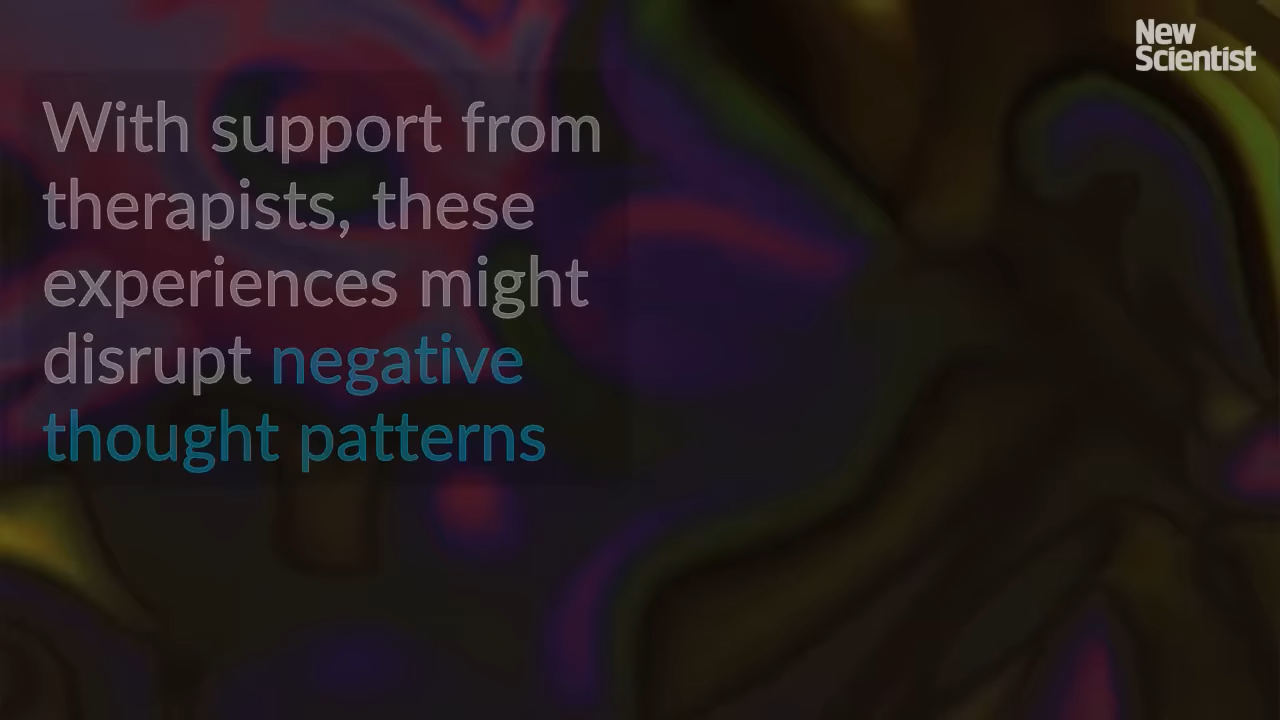 New
Scientist
With support from
therapists, these
experiences might
disrupt negative
thought patterns